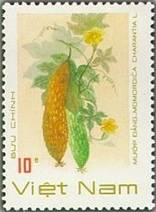 BƯU CHÍNH
10đ
MƯỚP ĐẮNG. MOMORDICA CHARANTIA L.
Việt Nam